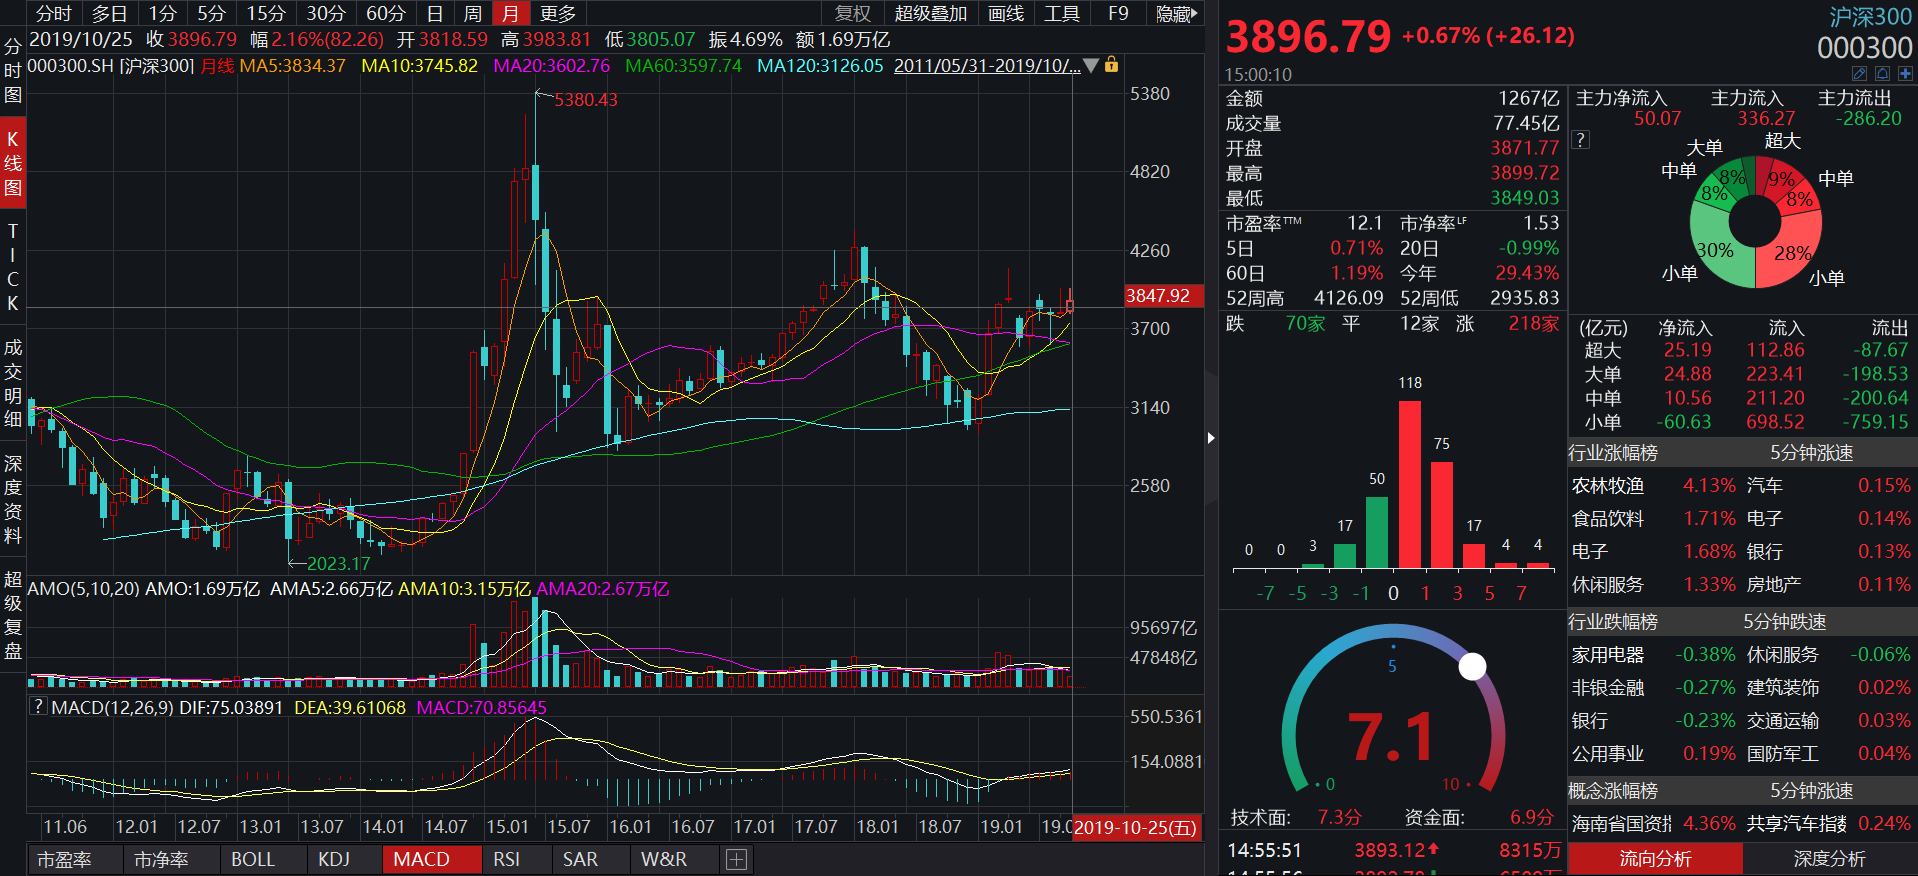 分时 多日 1分 5分 15分 30分 60分 日 周 月 更多 复权 超级叠加 画线 工具 F9 隐藏
2019/10/25 收3896.79 幅2.16%(82.26) 开3818.59 高3983.81 低3805.07 振4.69% 额1.69万亿
000300.SH [沪深300] 月线 MA5:3834.37 MA10:3745.82 MA20:3602.76 MA60:3597.74 MA120:3126.05 2011/05/31-2019/10/...
分时图
K线图
TICK
成交明细
深度资料
超级复盘
5380.43
2023.17
5380
4820
4260
3847.92
3700
3140
2580
AMO(5,10,20) AMO:1.69万亿 AMA5:2.66万亿 AMA10:3.15万亿 AMA20:2.67万亿
95697亿
47848亿
? MACD(12,26,9) DIF:75.03891 DEA:39.61068 MACD:70.85645
550.5361
154.0881
11.06 12.01 12.07 13.01 13.07 14.01 14.07 15.01 15.07 16.01 16.07 17.01 17.07 18.01 18.07 19.01 19.0 2019-10-25(五)
市盈率 市净率 BOLL KDJ MACD RSI SAR W&R
3896.79 +0.67% (+26.12)
沪深300
000300
15:00:10
金额 1267亿
成交量 77.45亿
开盘 3871.77
最高 3899.72
最低 3849.03
市盈率TTM 12.1 市净率LF 1.53
5日 0.71% 20日 -0.99%
60日 1.19% 今年 29.43%
52周高 4126.09 52周低 2935.83
跌 70家 平 12家 涨 218家
0 0 3 17 50 118 75 17 4 4
-7 -5 -3 -1 0 1 3 5 7
5
7.1
0 10
技术面: 7.3分 资金面: 6.9分
14:55:51 3893.12 8315万
主力净流入 主力流入 主力流出
50.07 336.27 -286.20
?
大单 超大
中单 8% 9% 中单
8% 8%
30% 28%
小单 小单
(亿元) 净流入 流入 流出
超大 25.19 112.86 -87.67
大单 24.88 223.41 -198.53
中单 10.56 211.20 -200.64
小单 -60.63 698.52 -759.15
行业涨幅榜 5分钟涨速
农林牧渔 4.13% 汽车 0.15%
食品饮料 1.71% 电子 0.14%
电子 1.68% 银行 0.13%
休闲服务 1.33% 房地产 0.11%
行业跌幅榜 5分钟跌速
家用电器 -0.38% 休闲服务 -0.06%
非银金融 -0.27% 建筑装饰 0.02%
银行 -0.23% 交通运输 0.03%
公用事业 0.19% 国防军工 0.04%
概念涨幅榜 5分钟涨速
海南省国资指 4.36% 共享汽车指数 0.24%
流向分析 深度分析